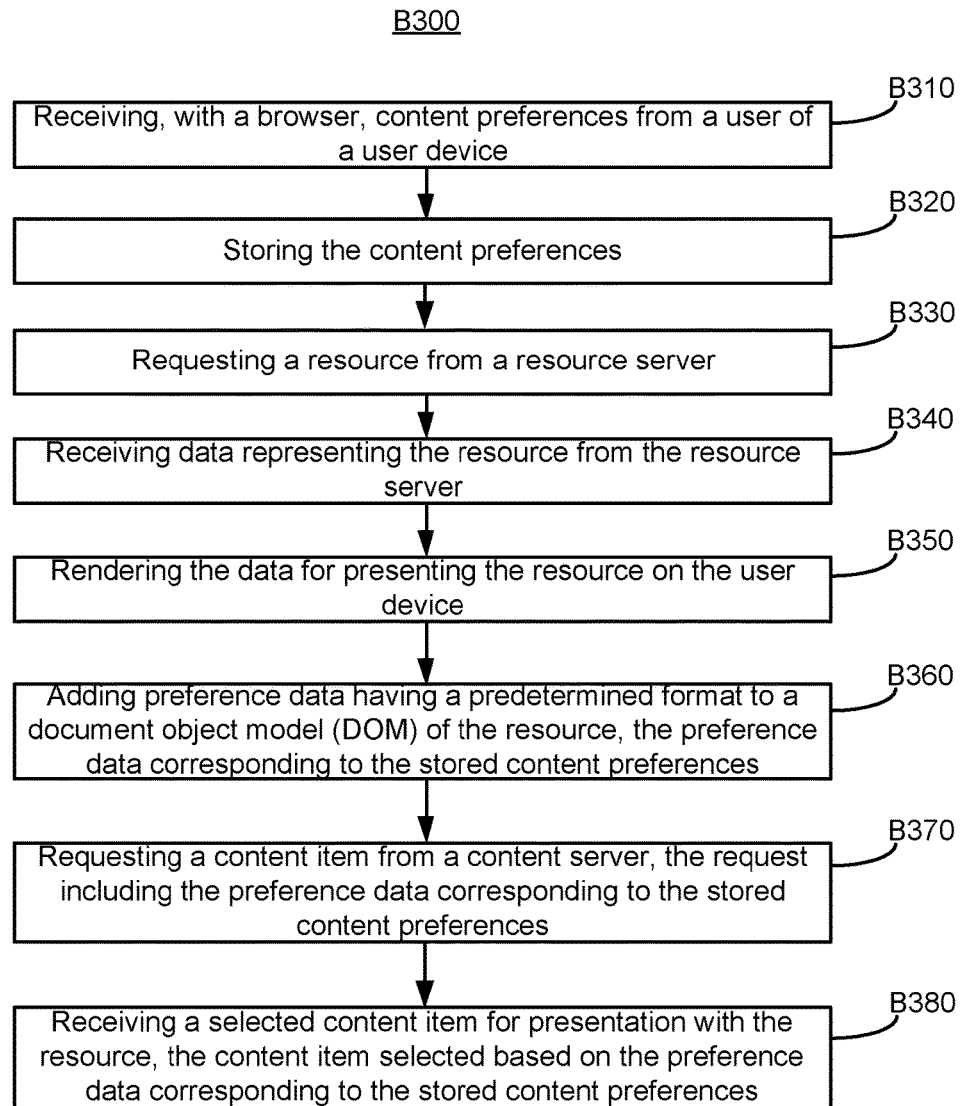 B300
B310
Receiving, with a browser, content preferences from a user of
a user device
B320
Storing the content preferences
B330
Requesting a resource from a resource server
B340
Receiving data representing the resource from the resource
server
B350
Rendering the data for presenting the resource on the user
device
B360
Adding preference data having a predetermined format to a
document object model (DOM) of the resource, the preference
data corresponding to the stored content preferences
B370
Requesting a content item from a content server, the request
including the preference data corresponding to the stored
content preferences
B380
Receiving a selected content item for presentation with the
resource, the content item selected based on the preference
data corresponding to the stored content preferences